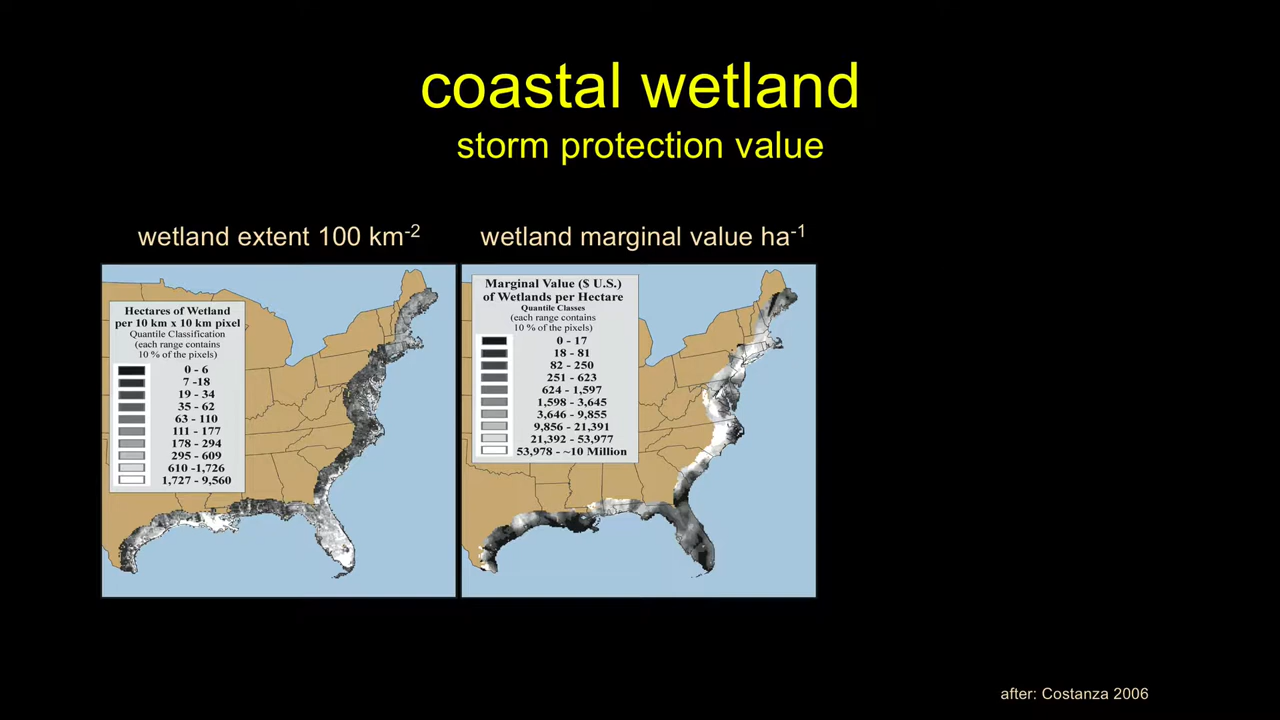 coastal wetland
storm protection value
wetland extent 100 km-2
wetland marginal value ha-1
Hectares of Wetland
per 10 km x 10 km pixel
Quantile Classification
(each range contains
10 % of the pixels)
0 - 6
7 -18
19 - 34
35 - 62
63 - 110
111 - 177
178 - 294
295 - 609
610 -1,726
1,727 - 9,560
Marginal Value ($ U.S.)
of Wetlands per Hectare
Quantile Classes
(each range contains
10 % of the pixels)
0 - 17
18 - 81
82 - 250
251 - 623
624 - 1,597
1,598 - 3,645
3,646 - 9,855
9,856 - 21,391
21,392 - 53,977
53,978 - ~10 Million
after: Costanza 2006